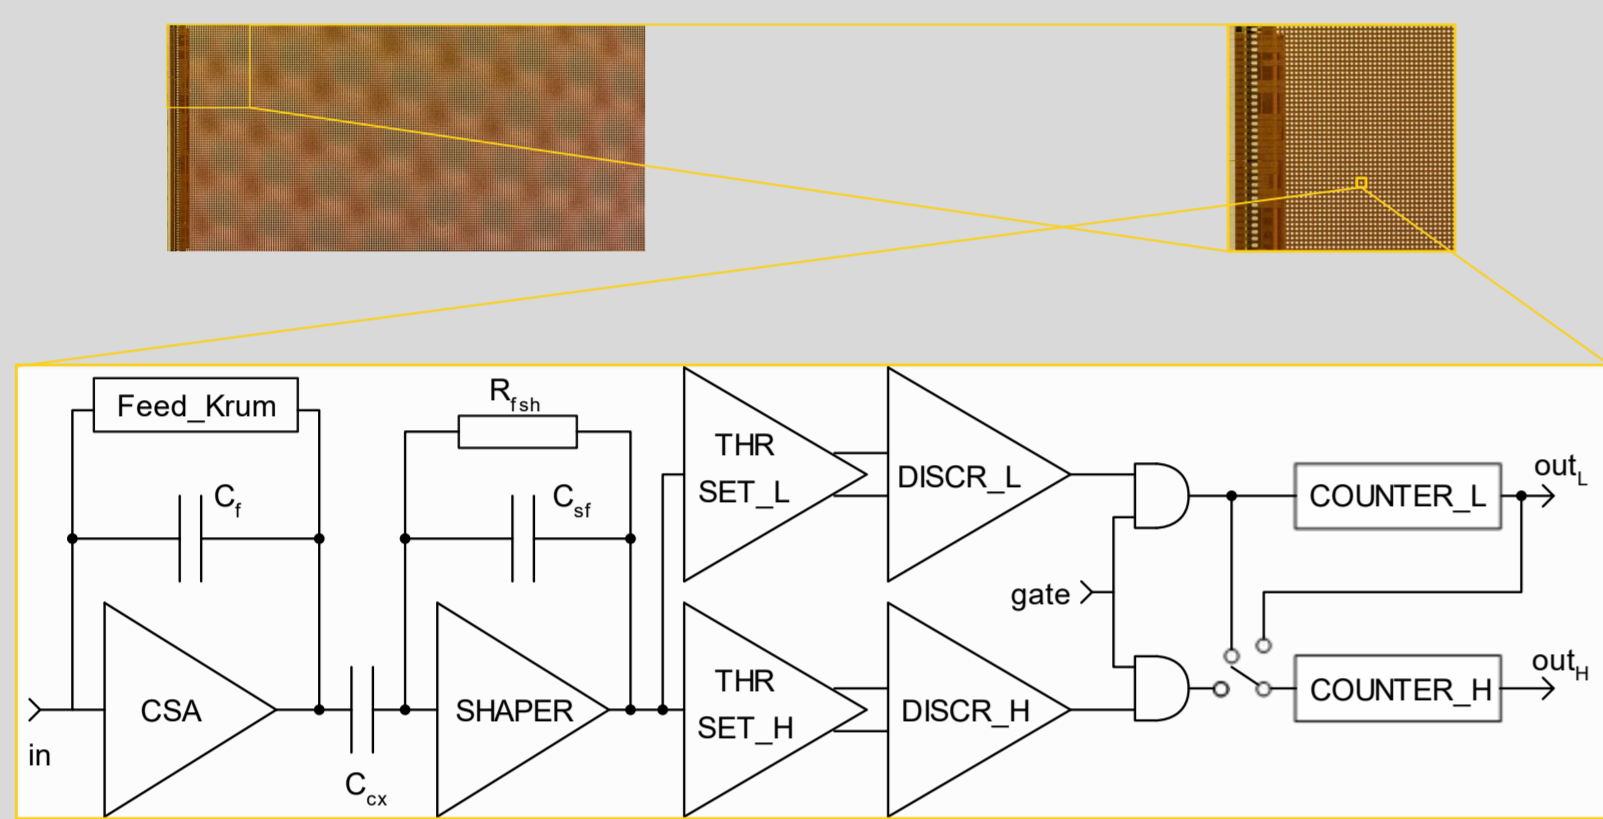 Feed_Krum
C_f
CSA
in
C_cx
R_fsh
C_sf
SHAPER
THR
SET_L
DISCR_L
THR
SET_H
DISCR_H
gate
COUNTER_L
out_L
COUNTER_H
out_H